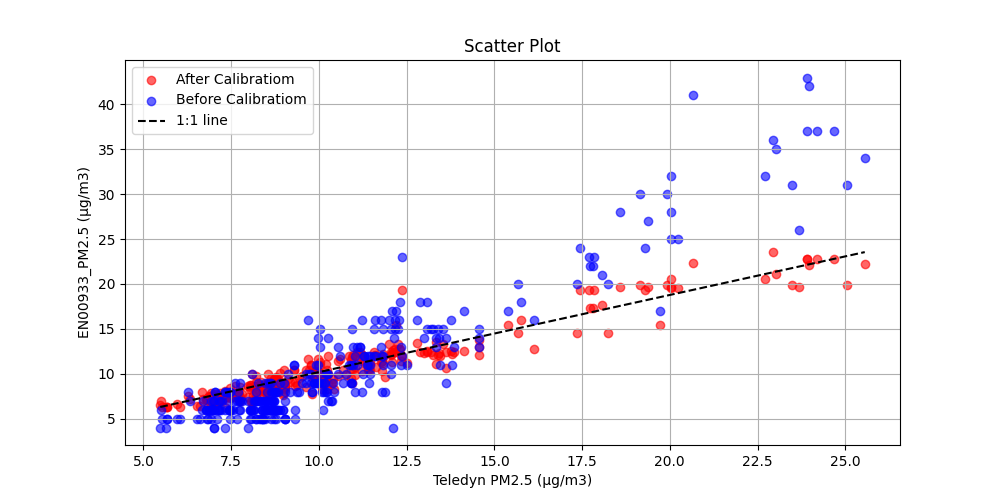 Scatter Plot
After Calibratiom
Before Calibratiom
1:1 line
EN00933_PM2.5 (μg/m3)
40
35
30
25
20
15
10
5
5.0 7.5 10.0 12.5 15.0 17.5 20.0 22.5 25.0
Teledyn PM2.5 (μg/m3)